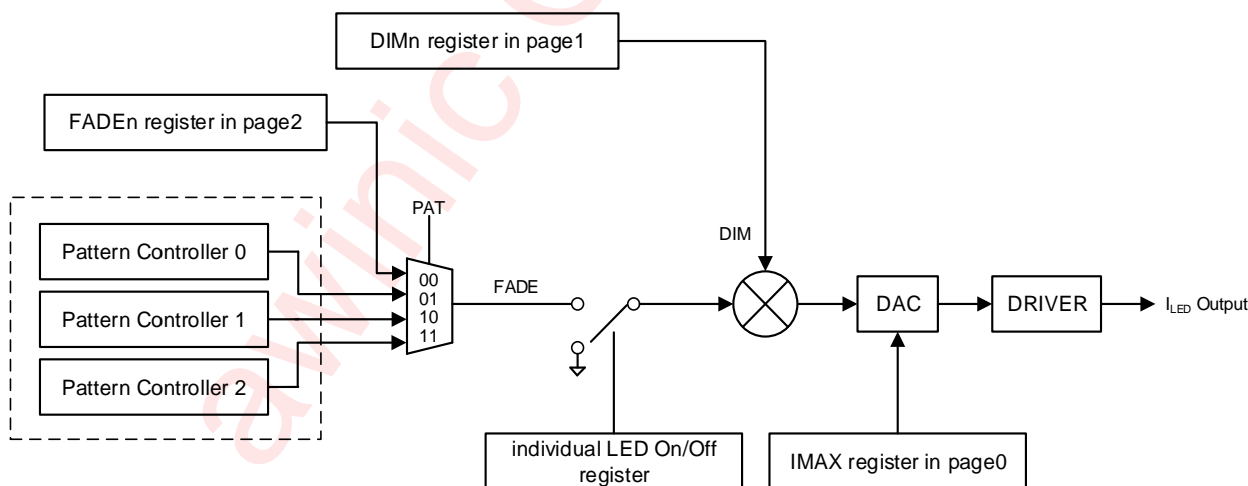 DIMn register in page1
FADEn register in page2
PAT
Pattern Controller 0
DIM
00
FADE
01
DAC
DRIVER
ILED Output
Pattern Controller 1
10
11
Pattern Controller 2
individual LED On/Off
register
IMAX register in page0
awinic